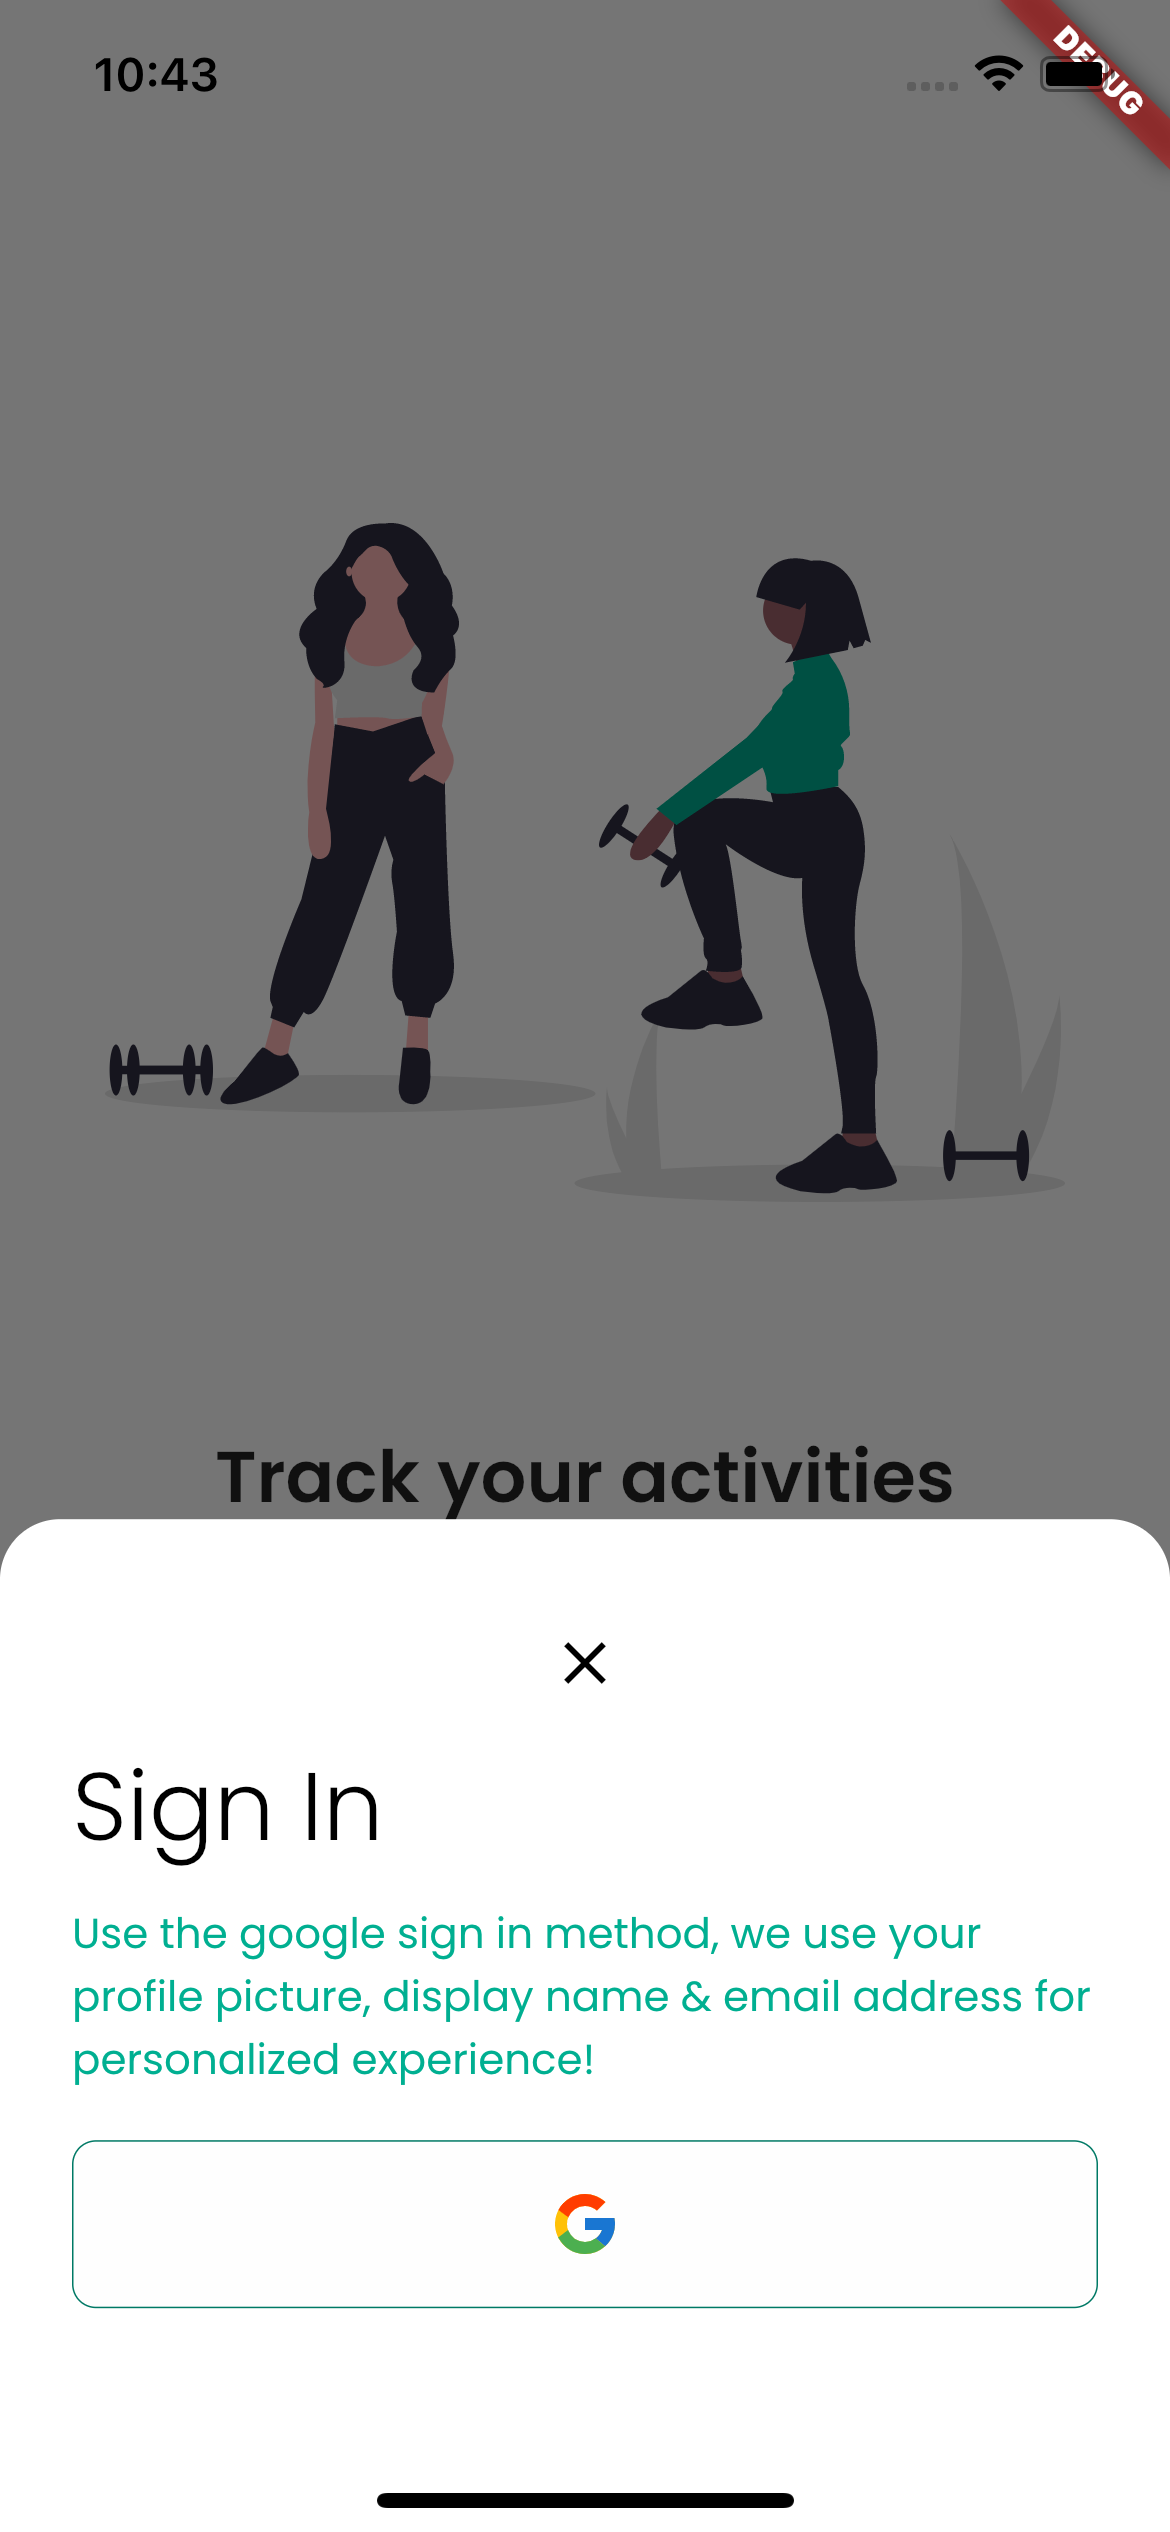 10:43
DEBUG
Track your activities
Sign In
Use the google sign in method, we use your
profile picture, display name & email address for
personalized experience!